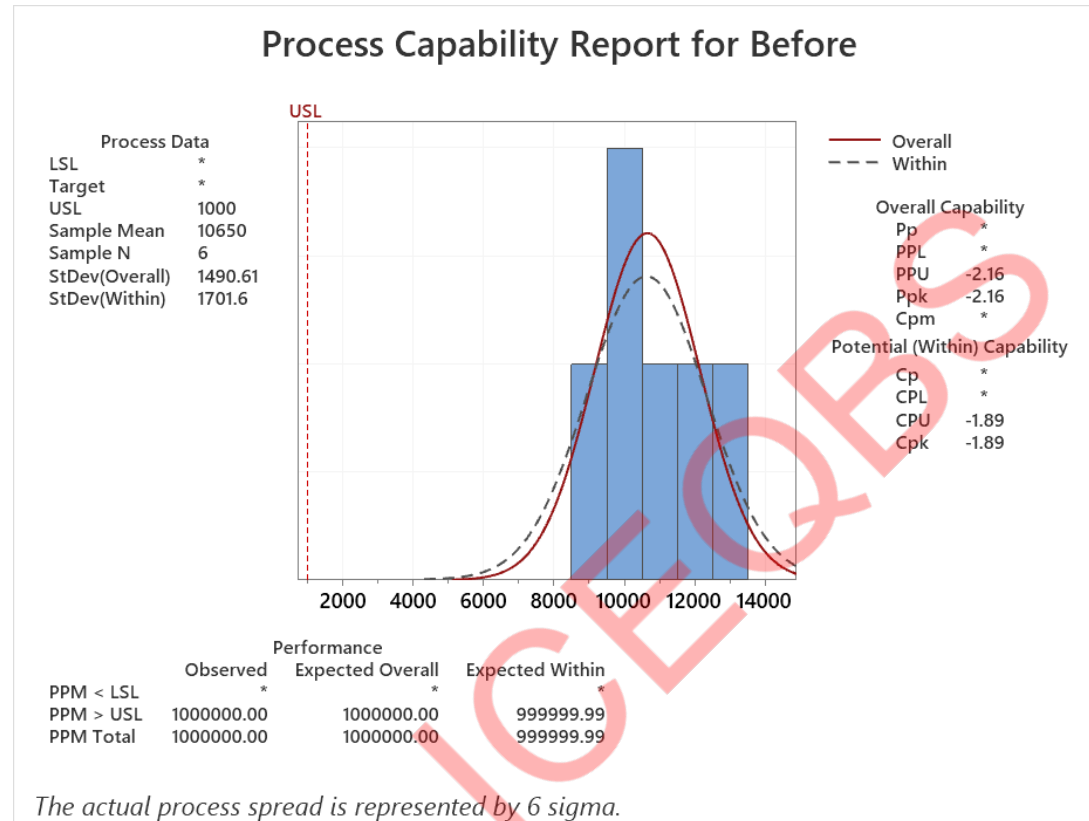 Process Capability Report for Before
USL
Process Data
LSL *
Target *
USL 1000
Sample Mean 10650
Sample N 6
StDev(Overall) 1490.61
StDev(Within) 1701.6
Overall
Within
Overall Capability
Pp *
PPL *
PPU -2.16
Ppk -2.16
Cpm *
Potential (Within) Capability
Cp *
CPL *
CPU -1.89
Cpk -1.89
2000 4000 6000 8000 10000 12000 14000
Performance
Observed Expected Overall Expected Within
PPM < LSL * * *
PPM > USL 1000000.00 1000000.00 999999.99
PPM Total 1000000.00 1000000.00 999999.99
The actual process spread is represented by 6 sigma.
ICEQBS